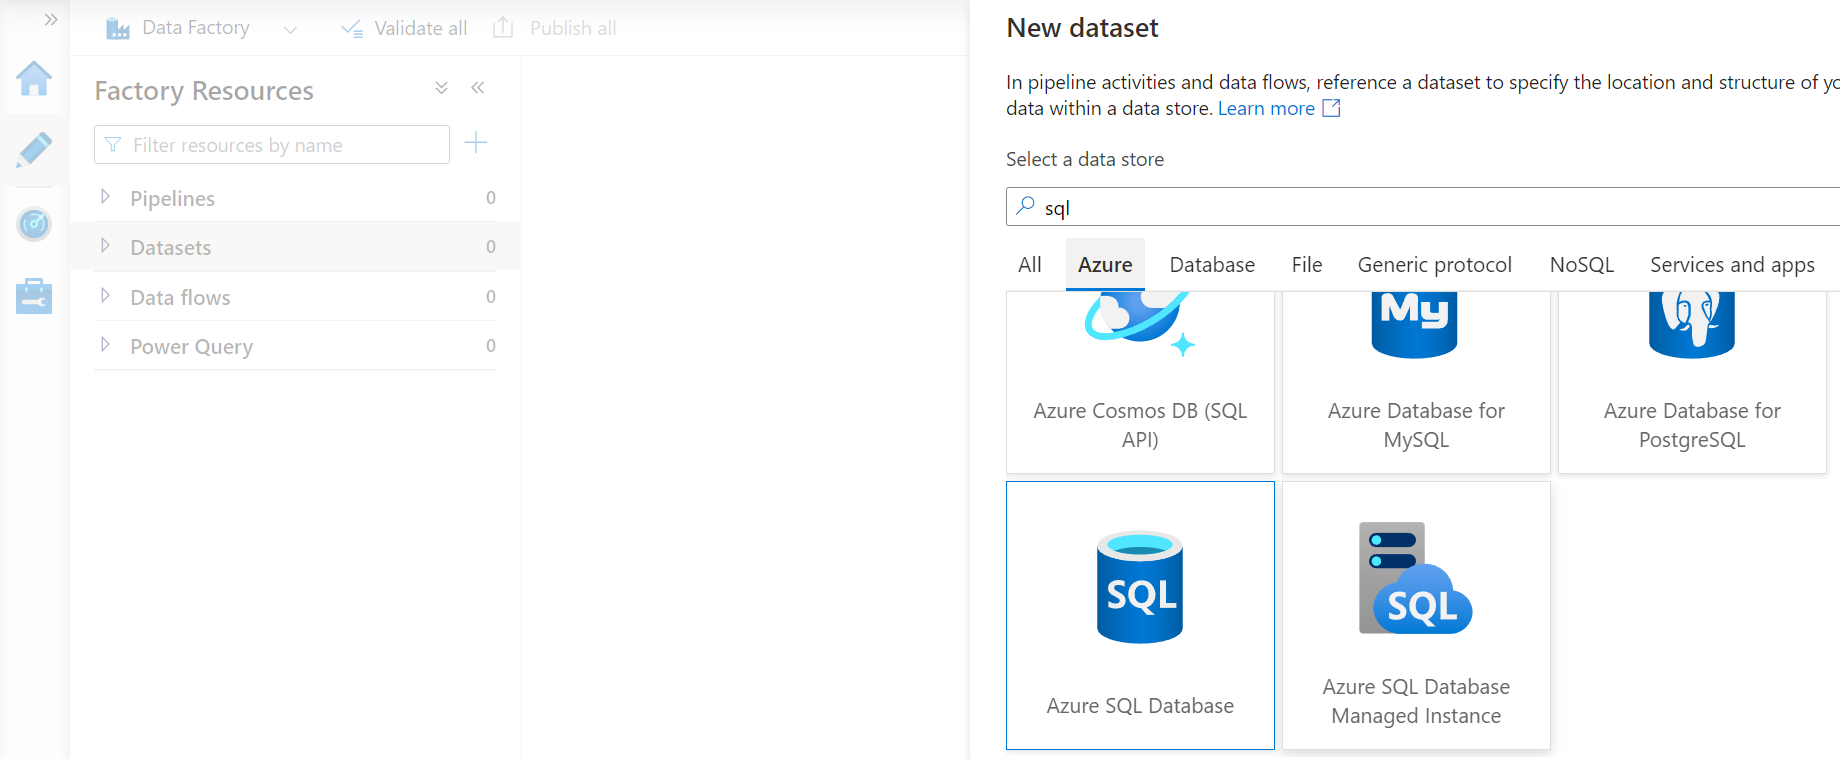 Data Factory
Validate all
Publish all
Factory Resources
Filter resources by name
Pipelines 0
Datasets 0
Data flows 0
Power Query 0
New dataset
In pipeline activities and data flows, reference a dataset to specify the location and structure of
data within a data store. Learn more
Select a data store
sql
All Azure Database File Generic protocol NoSQL Services and apps
My
Azure Cosmos DB (SQL
API)
Azure Database for
MySQL
Azure Database for
PostgreSQL
SQL
Azure SQL Database
SQL
Azure SQL Database
Managed Instance